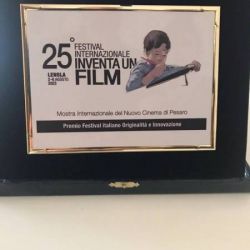 25°
FESTIVAL
INTERNAZIONALE
INVENTA UN
FILM
LENOLA
Mostra Internazionale del Nuovo Cinema di Pesaro
Premio Festival italiano Originalità e Innovazione